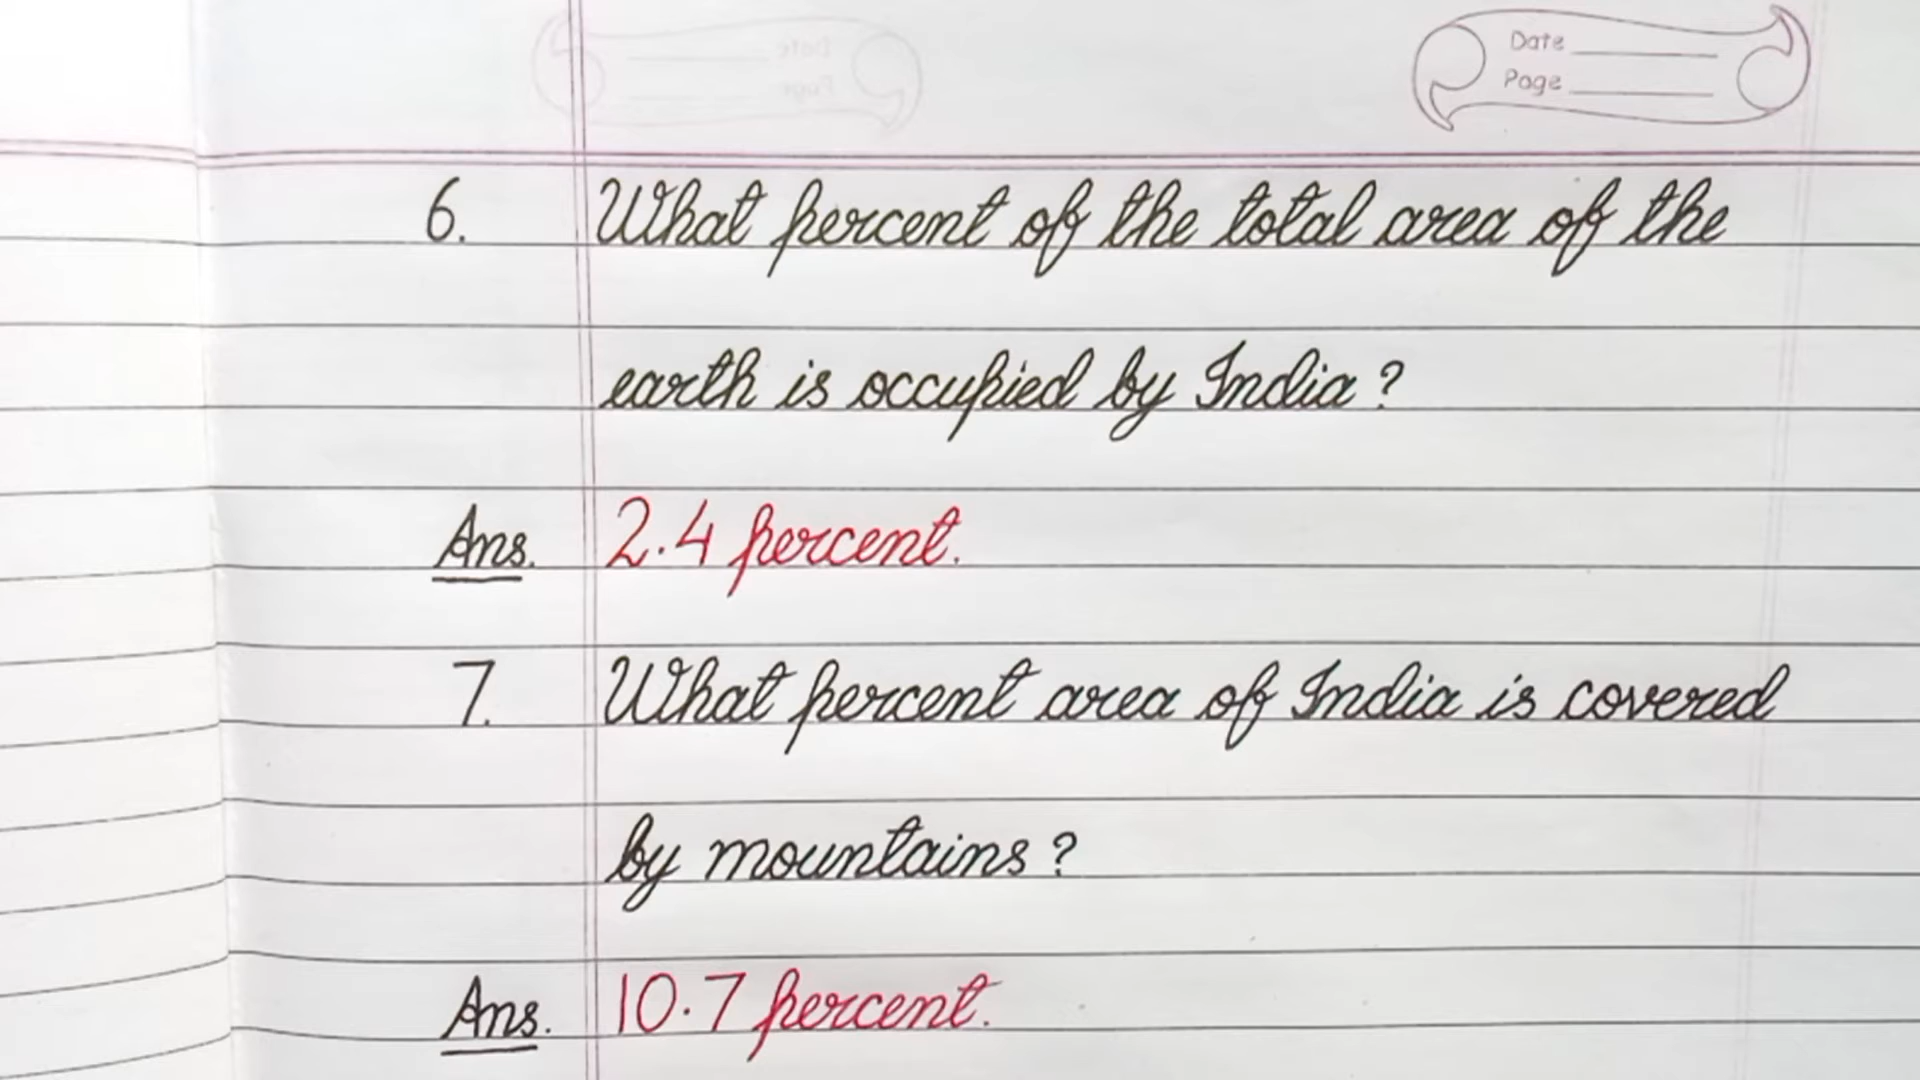 Date
Page
6. What percent of the total area of the
earth is occupied by India ?
Ans. 2.4 percent.
7. What percent area of India is covered
by mountains ?
Ans. 10.7 percent.